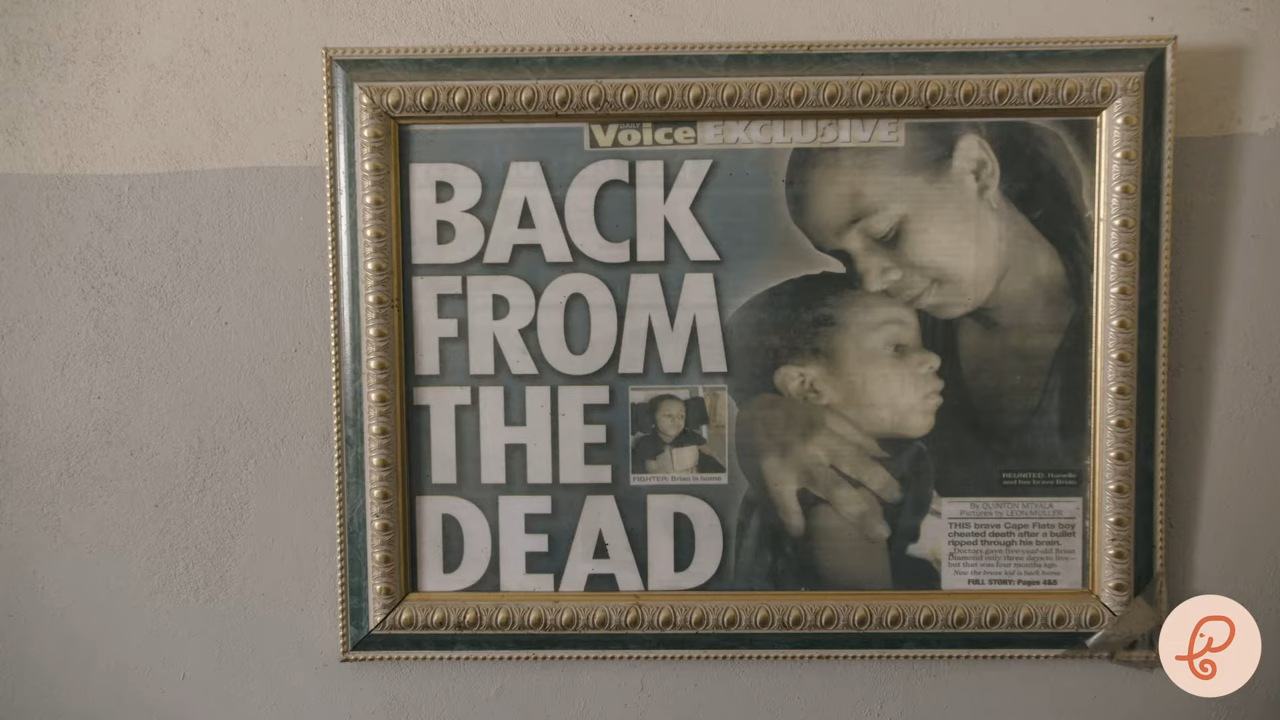 DAILY
Voice EXCLUSIVE
BACK
FROM
THE
DEAD
FIGHTER: Brian is home
REUNITED: 
and her brave Brian
By QUINTON MTYALA
Pictures by LEON MULLER
THIS brave Cape Flats boy
cheated death after a bullet
ripped through his brain.
Doctors gave five-year-old Brian
Diamond only three days to live –
but that was four months ago.
Now the brave kid is back home
FULL STORY: Pages 4&5